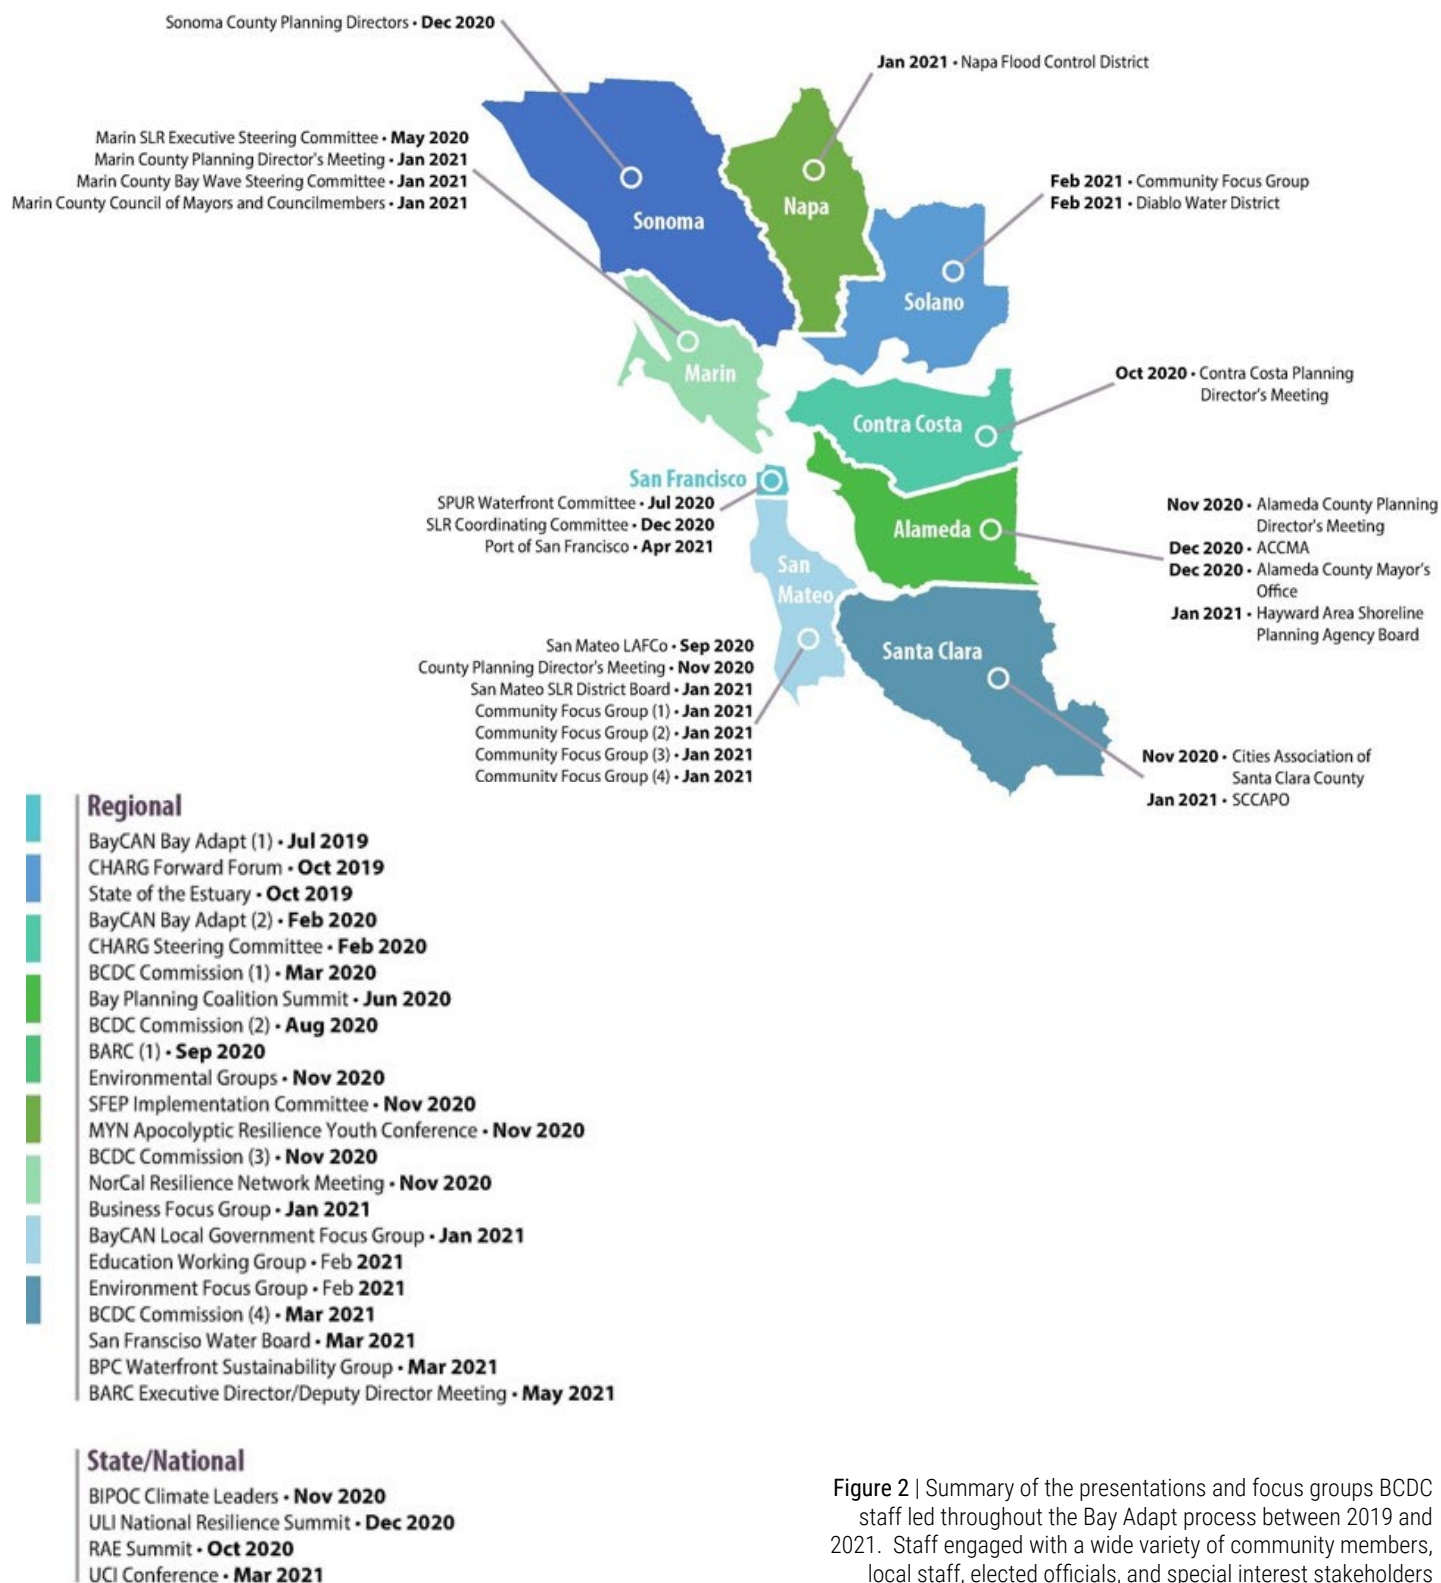 Sonoma County Planning Directors • Dec 2020
Jan 2021 • Napa Flood Control District
Marin SLR Executive Steering Committee • May 2020
Marin County Planning Director's Meeting • Jan 2021
Marin County Bay Wave Steering Committee • Jan 2021
Marin County Council of Mayors and Councilmembers • Jan 2021
Feb 2021 • Community Focus Group
Feb 2021 • Diablo Water District
Sonoma
Napa
Solano
Marin
Oct 2020 • Contra Costa Planning
Director's Meeting
Contra Costa
San Francisco
SPUR Waterfront Committee • Jul 2020
SLR Coordinating Committee • Dec 2020
Port of San Francisco • Apr 2021
Alameda
Nov 2020 • Alameda County Planning
Director's Meeting
Dec 2020 • ACCMA
Dec 2020 • Alameda County Mayor's
Office
Jan 2021 • Hayward Area Shoreline
Planning Agency Board
San
Mateo
San Mateo LAFCo • Sep 2020
County Planning Director's Meeting • Nov 2020
San Mateo SLR District Board • Jan 2021
Community Focus Group (1) • Jan 2021
Community Focus Group (2) • Jan 2021
Community Focus Group (3) • Jan 2021
Community Focus Group (4) • Jan 2021
Santa Clara
Nov 2020 • Cities Association of
Santa Clara County
Jan 2021 • SCCAPO
Regional
BayCAN Bay Adapt (1) • Jul 2019
CHARG Forward Forum • Oct 2019
State of the Estuary • Oct 2019
BayCAN Bay Adapt (2) • Feb 2020
CHARG Steering Committee • Feb 2020
BCDC Commission (1) • Mar 2020
Bay Planning Coalition Summit • Jun 2020
BCDC Commission (2) • Aug 2020
BARC (1) • Sep 2020
Environmental Groups • Nov 2020
SFEP Implementation Committee • Nov 2020
MYN Apocolyptic Resilience Youth Conference • Nov 2020
BCDC Commission (3) • Nov 2020
NorCal Resilience Network Meeting • Nov 2020
Business Focus Group • Jan 2021
BayCAN Local Government Focus Group • Jan 2021
Education Working Group • Feb 2021
Environment Focus Group • Feb 2021
BCDC Commission (4) • Mar 2021
San Fransciso Water Board • Mar 2021
BPC Waterfront Sustainability Group • Mar 2021
BARC Executive Director/Deputy Director Meeting • May 2021
State/National
BIPOC Climate Leaders • Nov 2020
ULI National Resilience Summit • Dec 2020
RAE Summit • Oct 2020
UCI Conference • Mar 2021
Figure 2 | Summary of the presentations and focus groups BCDC
staff led throughout the Bay Adapt process between 2019 and
2021. Staff engaged with a wide variety of community members,
local staff, elected officials, and special interest stakeholders